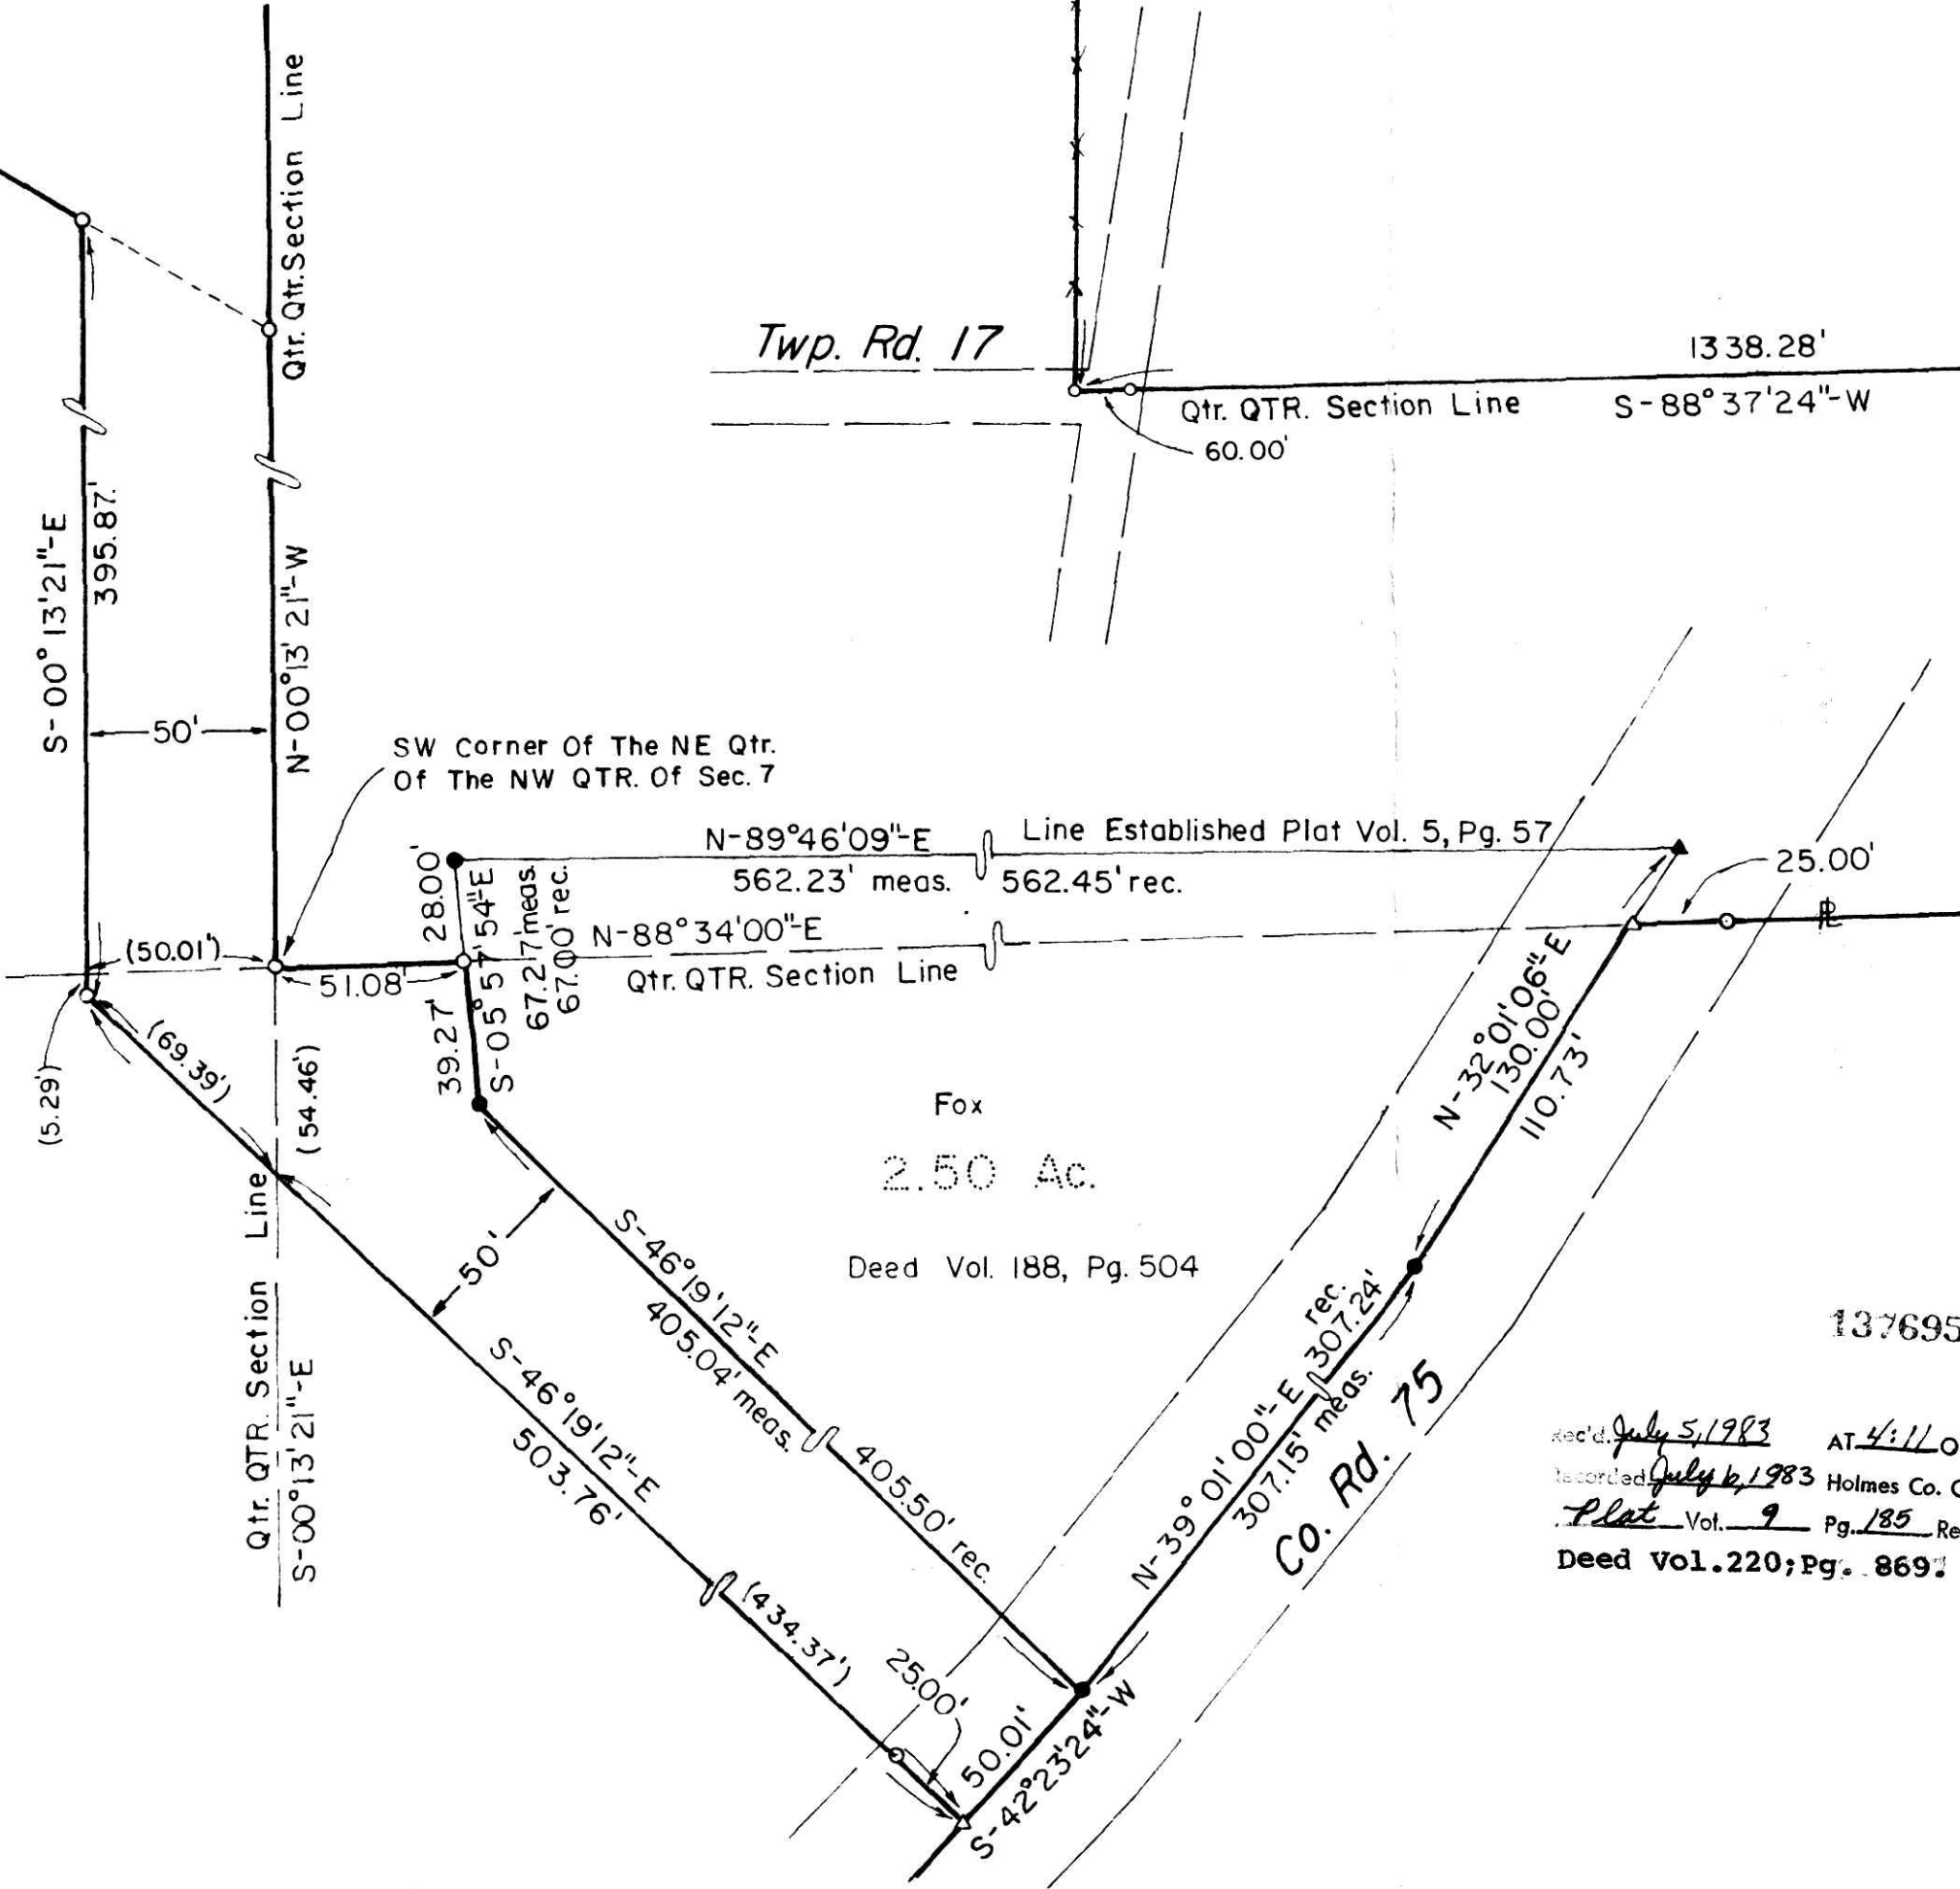 Qtr. Qtr. Section Line
Twp. Rd. 17
1338.28'
Qtr. QTR. Section Line
S-88°37'24"-W
60.00'
S-00°13'21"-E
395.87'
N-00°13'21"-W
50'
SW Corner Of The NE Qtr.
Of The NW QTR. Of Sec. 7
N-89°46'09"-E
Line Established Plat Vol. 5, Pg. 57
562.23' meas.
562.45' rec.
25.00'
28.00'
S-05°57'54"-E
67.27' meas.
67.00' rec.
N-88°34'00"-E
Qtr. QTR. Section Line
(50.01')
51.08'
39.27'
(5.29')
(69.39')
(54.46')
N-32°01'06"-E
130.00'
110.73'
Fox
2.50 Ac.
Deed Vol. 188, Pg. 504
50'
S-46°19'12"-E
405.04' meas.
405.50' rec.
Qtr. QTR. Section Line
S-00°13'21"-E
S-46°19'12"-E
503.76'
(434.37')
25.00'
N-39°01'00"-E
rec.
307.24'
307.15' meas.
Co. Rd. 75
50.01'
S-42°23'24"-W
137695
Rec'd. July 5, 1983 AT 4:11 O
Recorded July 6, 1983 Holmes Co. O
Plat Vol. 9 Pg. 185 Re
Deed Vol.220;Pg. 869.